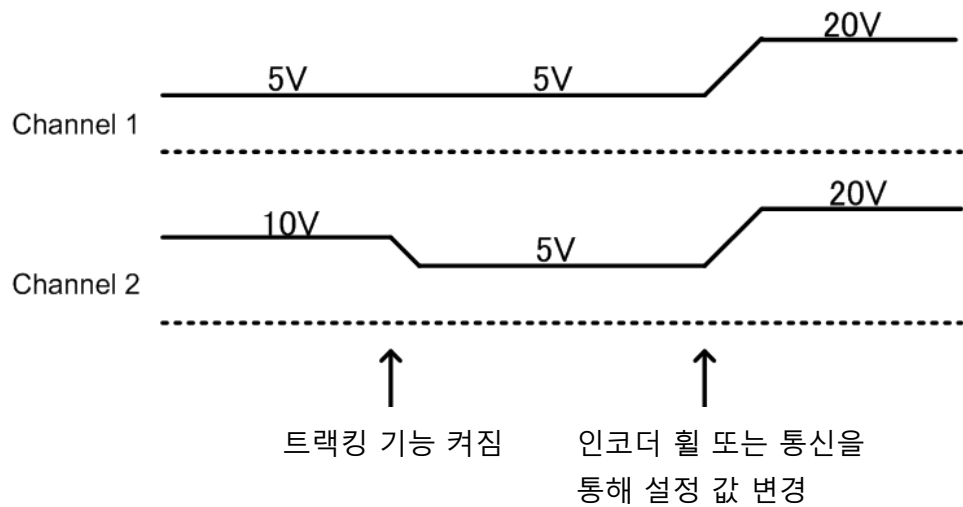 20V
5V 5V
Channel 1
20V
10V
5V
Channel 2
트랙킹 기능 켜짐
인코더 휠 또는 통신을
통해 설정 값 변경